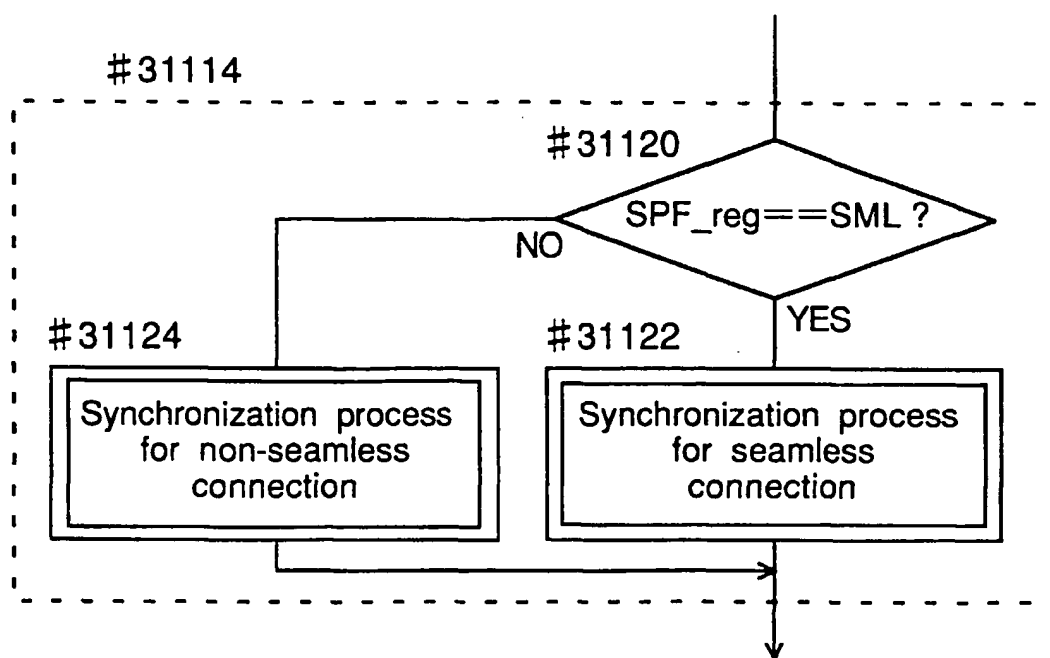 #31114
#31120
SPF_reg==SML ?
NO
YES
#31124
#31122
Synchronization process
for non-seamless
connection
Synchronization process
for seamless
connection